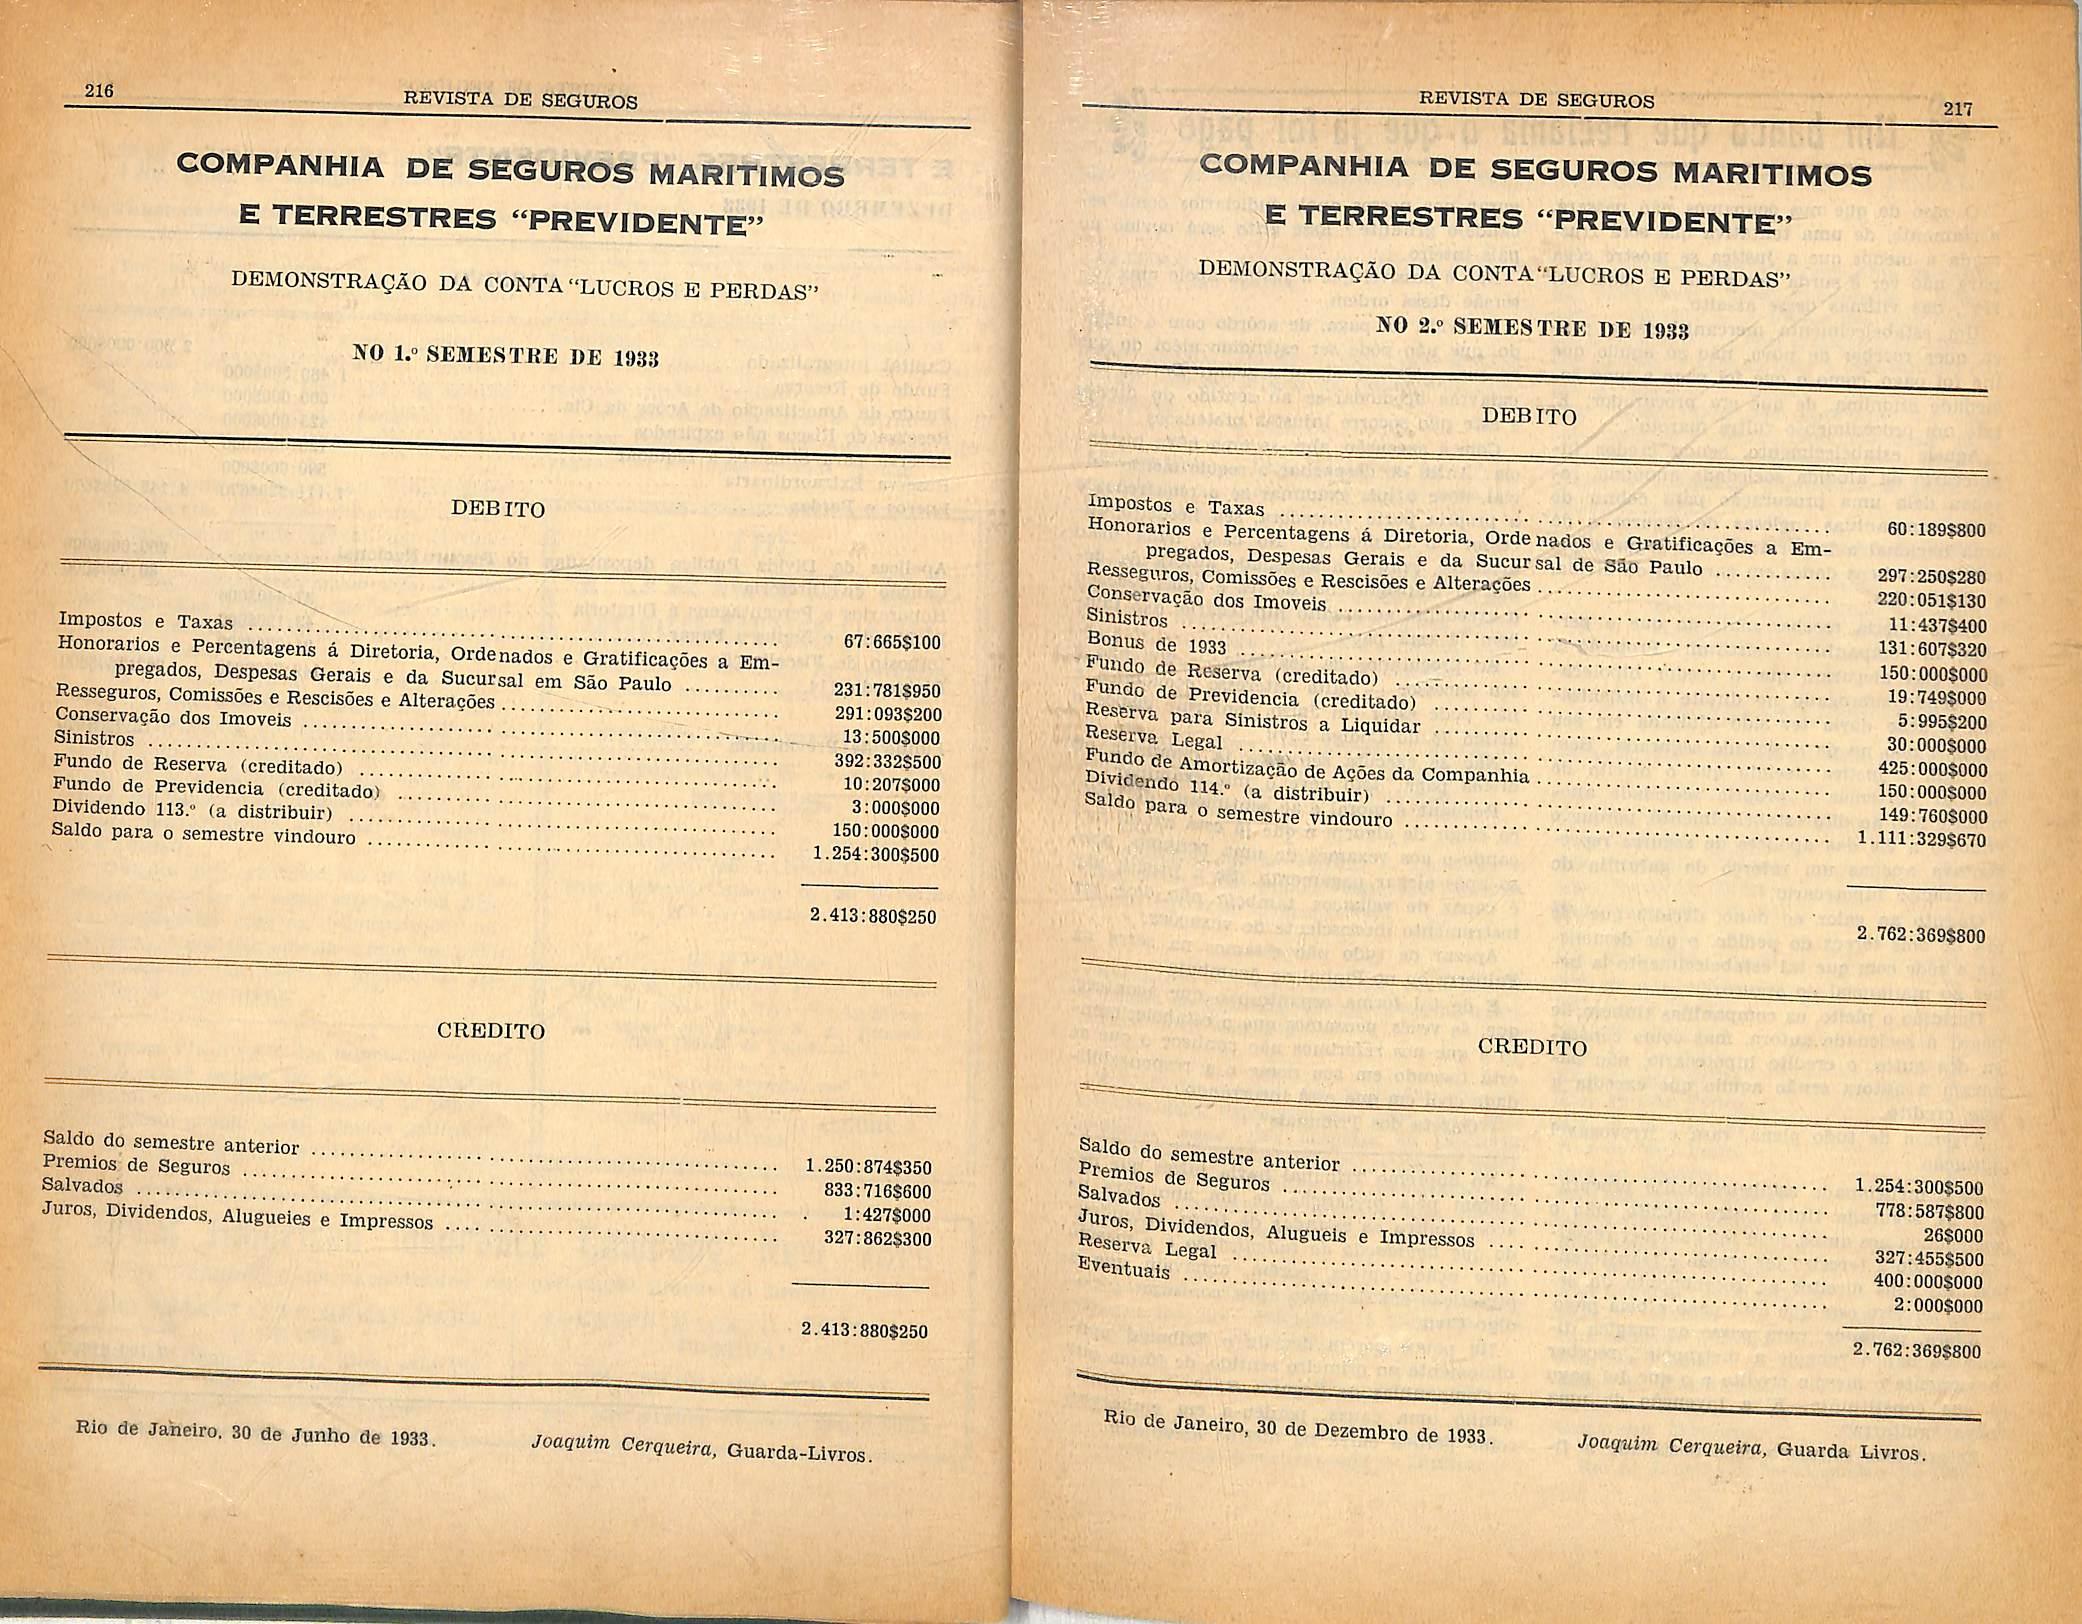 216
REVISTA DE SEGUROS
COMPANHIA DE SEGUROS MARITIMOS
E TERRESTRES “PREVIDENTE”
DEMONSTRAÇÃO DA CONTA “LUCROS E PERDAS”
NO 1.º SEMESTRE DE 1933
DEBITO
Impostos e Taxas 67:665$100
Honorarios e Percentagens á Diretoria, Ordenados e Gratificações a Em-
pregados, Despesas Gerais e da Sucursal em São Paulo 231:781$950
Resseguros, Comissões e Rescisões e Alterações 291:093$200
Conservação dos Imoveis 13:500$000
Sinistros 392:332$500
Fundo de Reserva (creditado) 10:207$000
Fundo de Previdencia (creditado) 3:000$000
Dividendo 113.º (a distribuir) 150:000$000
Saldo para o semestre vindouro 1.254:300$500
2.413:880$250
CREDITO
Saldo do semestre anterior 1.250:874$350
Premios de Seguros 833:716$600
Salvados 1:427$000
Juros, Dividendos, Alugueies e Impressos 327:862$300
2.413:880$250
Rio de Janeiro, 30 de Junho de 1933. Joaquim Cerqueira, Guarda-Livros.
REVISTA DE SEGUROS
217
COMPANHIA DE SEGUROS MARITIMOS
E TERRESTRES “PREVIDENTE”
DEMONSTRAÇÃO DA CONTA “LUCROS E PERDAS”
NO 2.º SEMESTRE DE 1933
DEBITO
Impostos e Taxas 60:189$800
Honorarios e Percentagens á Diretoria, Ordenados e Gratificações a Em-
pregados, Despesas Gerais e da Sucursal de São Paulo 297:250$280
Resseguros, Comissões e Rescisões e Alterações 220:051$130
Conservação dos Imoveis 11:437$400
Sinistros 131:607$320
Bonus de 1933 150:000$000
Fundo de Reserva (creditado) 19:749$000
Fundo de Previdencia (creditado) 5:995$200
Reserva para Sinistros a Liquidar 30:000$000
Reserva Legal 425:000$000
Fundo de Amortização de Ações da Companhia 150:000$000
Dividendo 114.º (a distribuir) 149:760$000
Saldo para o semestre vindouro 1.111:329$670
2.762:369$800
CREDITO
Saldo do semestre anterior 1.254:300$500
Premios de Seguros 778:587$800
Salvados 26$000
Juros, Dividendos, Alugueis e Impressos 327:455$500
Reserva Legal 400:000$000
Eventuais 2:000$000
2.762:369$800
Rio de Janeiro, 30 de Dezembro de 1933. Joaquim Cerqueira, Guarda Livros.